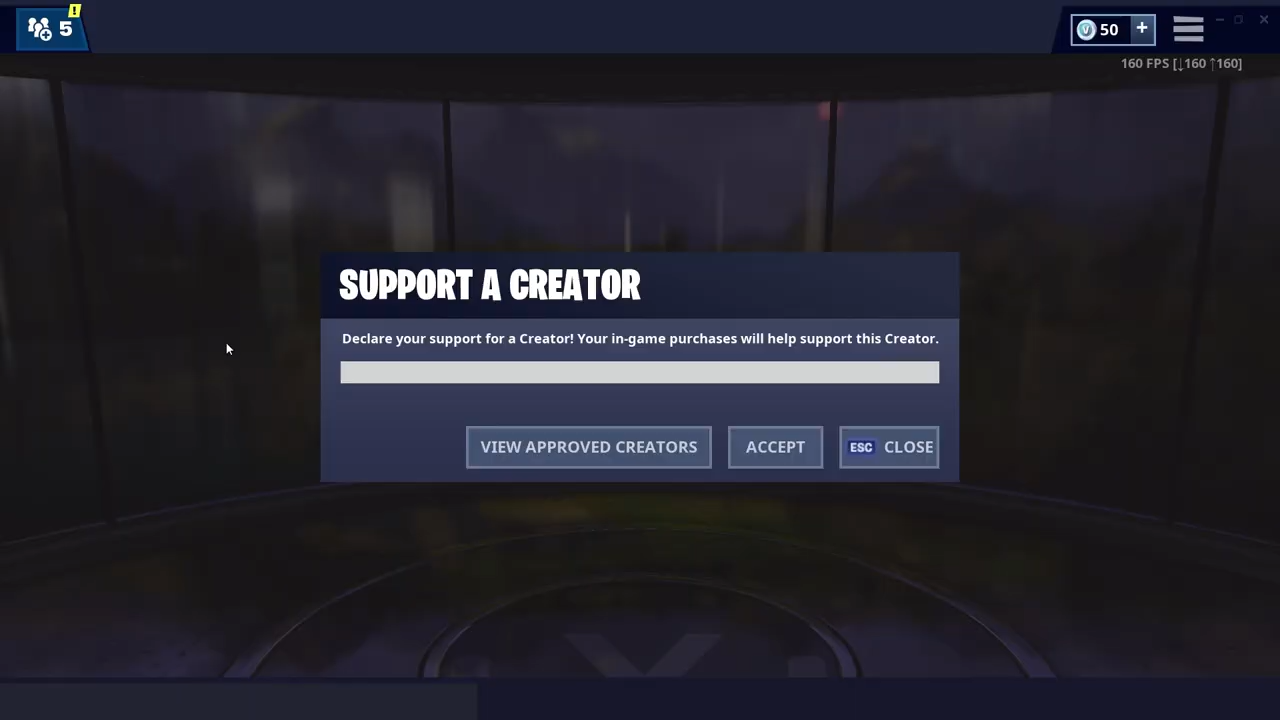 5
!
50 +
160 FPS [↓160 ↑160]
SUPPORT A CREATOR
Declare your support for a Creator! Your in-game purchases will help support this Creator.
VIEW APPROVED CREATORS
ACCEPT
ESC CLOSE